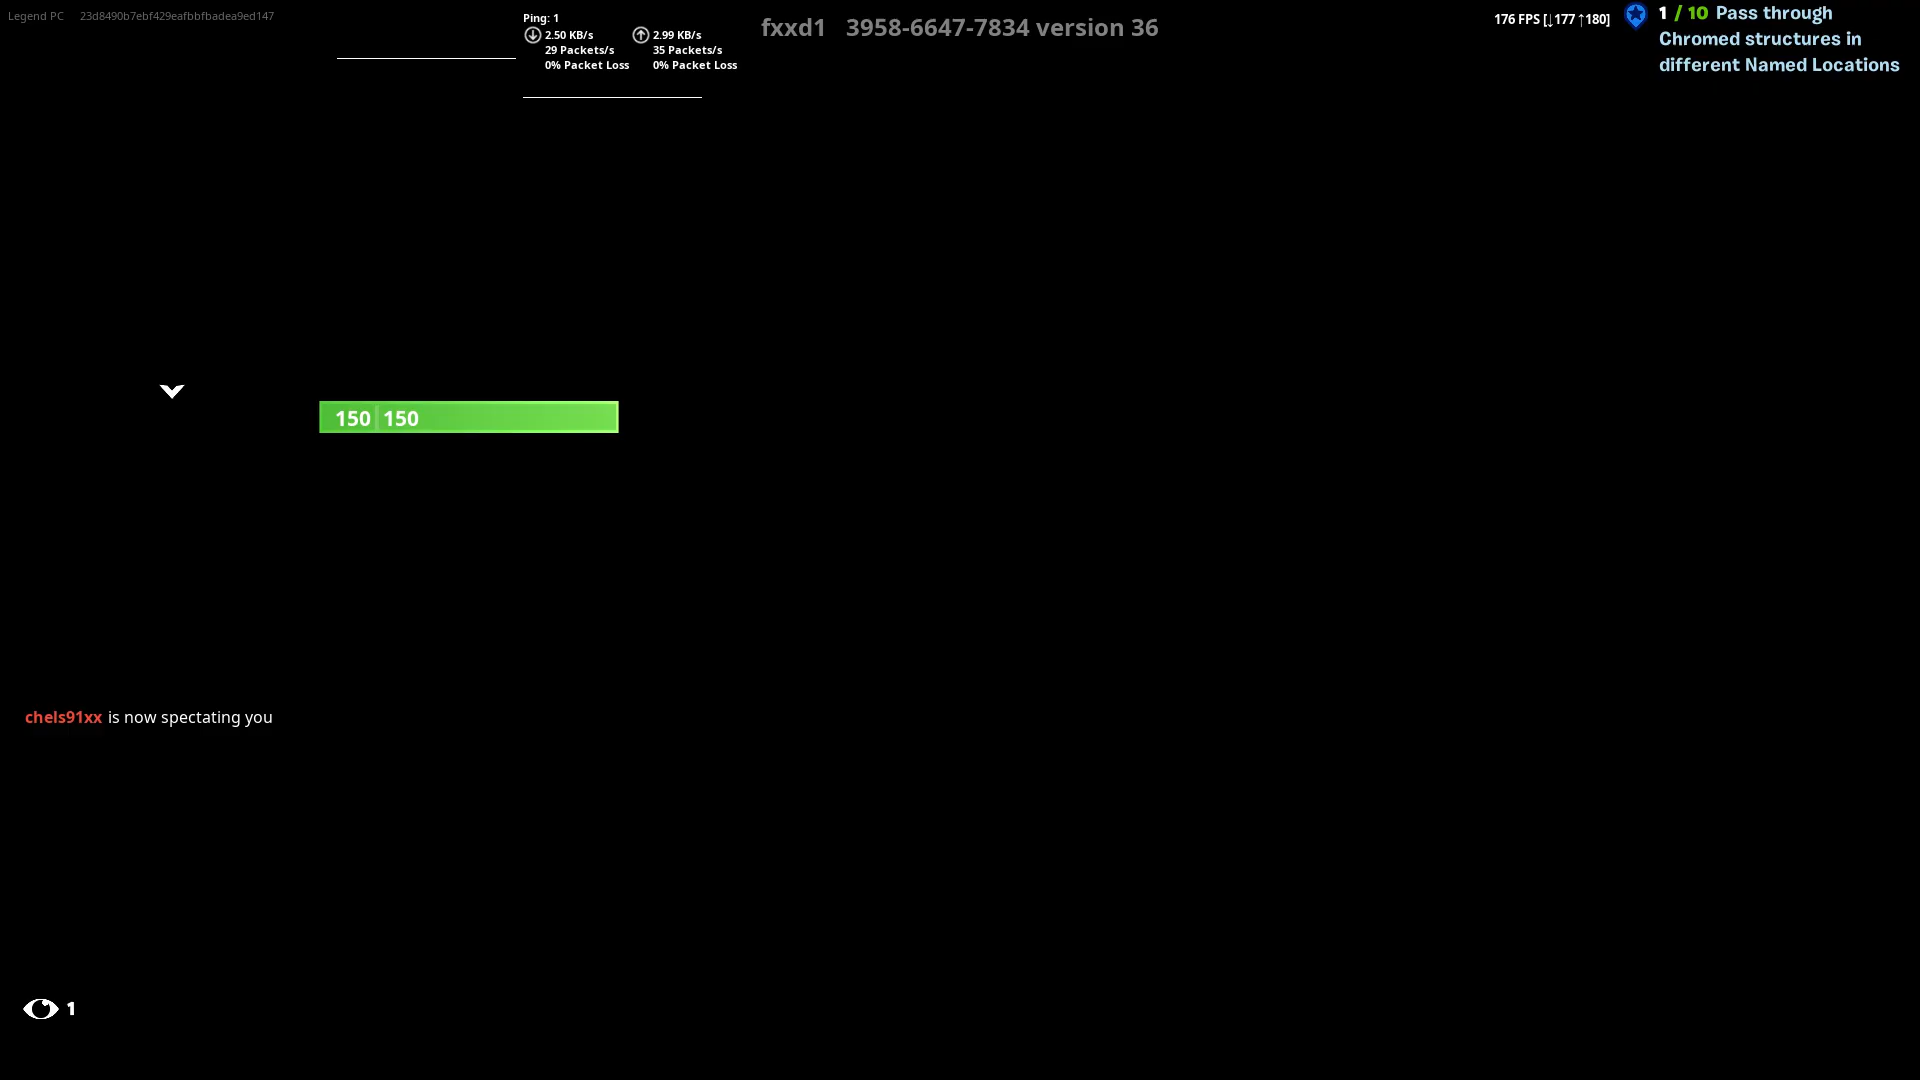 Legend PC 23d8490b7ebf429eafbbfbadea9ed147
Ping: 1
2.50 KB/s 2.99 KB/s
29 Packets/s 35 Packets/s
0% Packet Loss 0% Packet Loss
fxxd1 3958-6647-7834 version 36
176 FPS [↓177 ↑180]
1 / 10 Pass through
Chromed structures in
different Named Locations
150 | 150
chels91xx is now spectating you
1